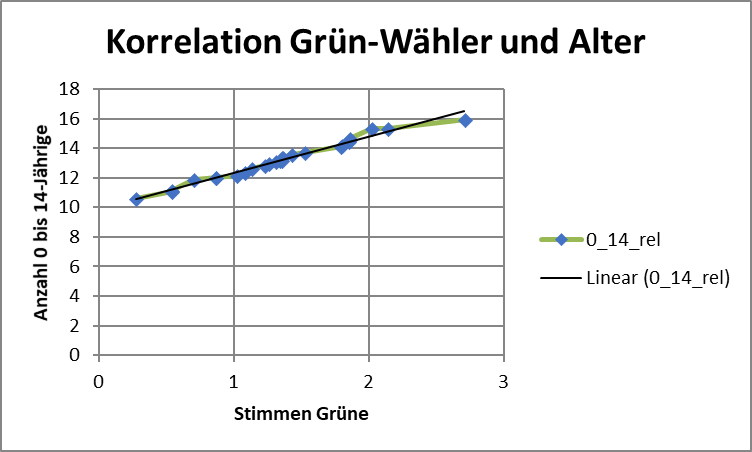 Korrelation Grün-Wähler und Alter
Anzahl 0 bis 14-Jährige
18
16
14
12
10
8
6
4
2
0
0 1 2 3
Stimmen Grüne
0_14_rel
Linear (0_14_rel)